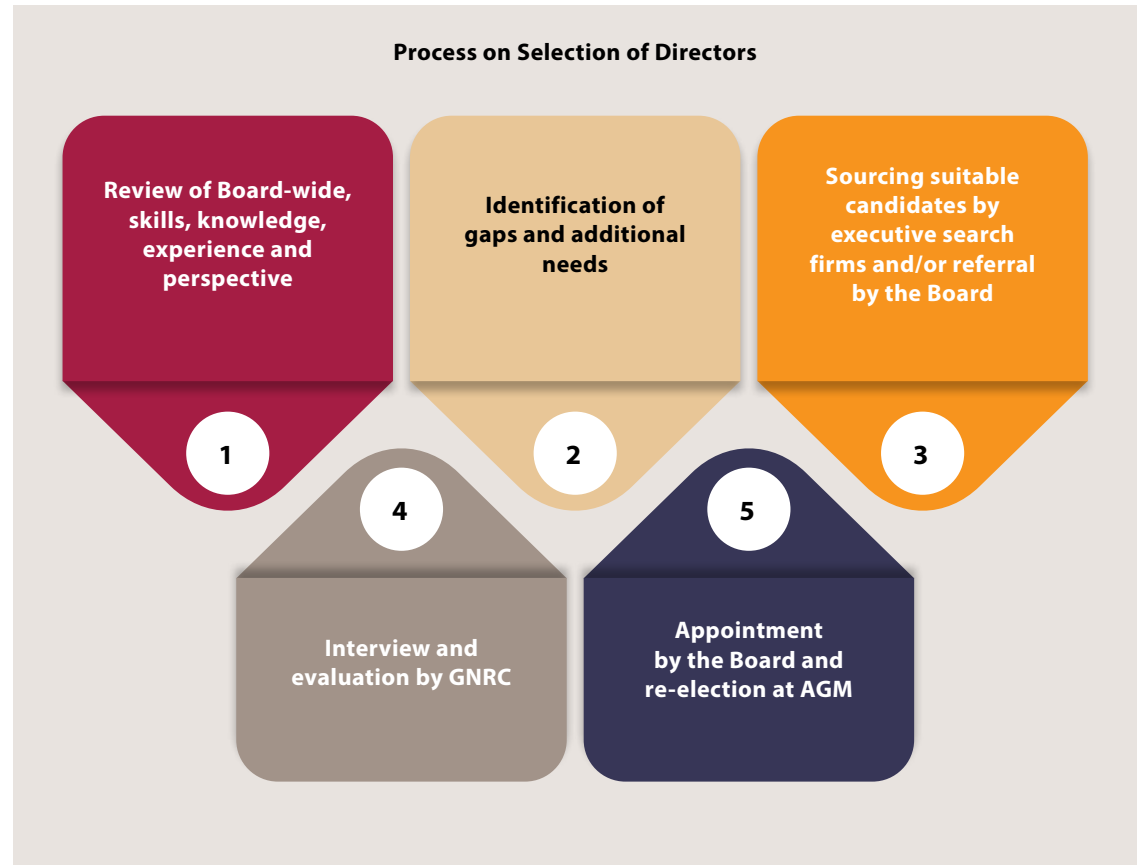 Process on Selection of Directors
Review of Board-wide,
skills, knowledge,
experience and
perspective
1
Identification of
gaps and additional
needs
2
Sourcing suitable
candidates by
executive search
firms and/or referral
by the Board
3
4
Interview and
evaluation by GNRC
5
Appointment
by the Board and
re-election at AGM